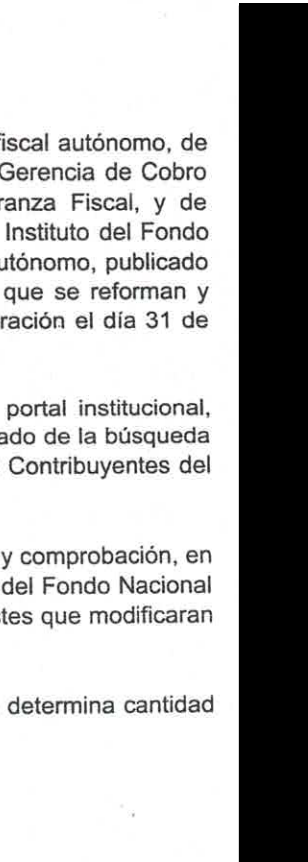 fiscal autónomo, de
Gerencia de Cobro
ranza Fiscal, y de
Instituto del Fondo
utónomo, publicado
que se reforman y
ración el día 31 de
portal institucional,
ado de la búsqueda
Contribuyentes del
y comprobación, en
del Fondo Nacional
tes que modificaran
determina cantidad